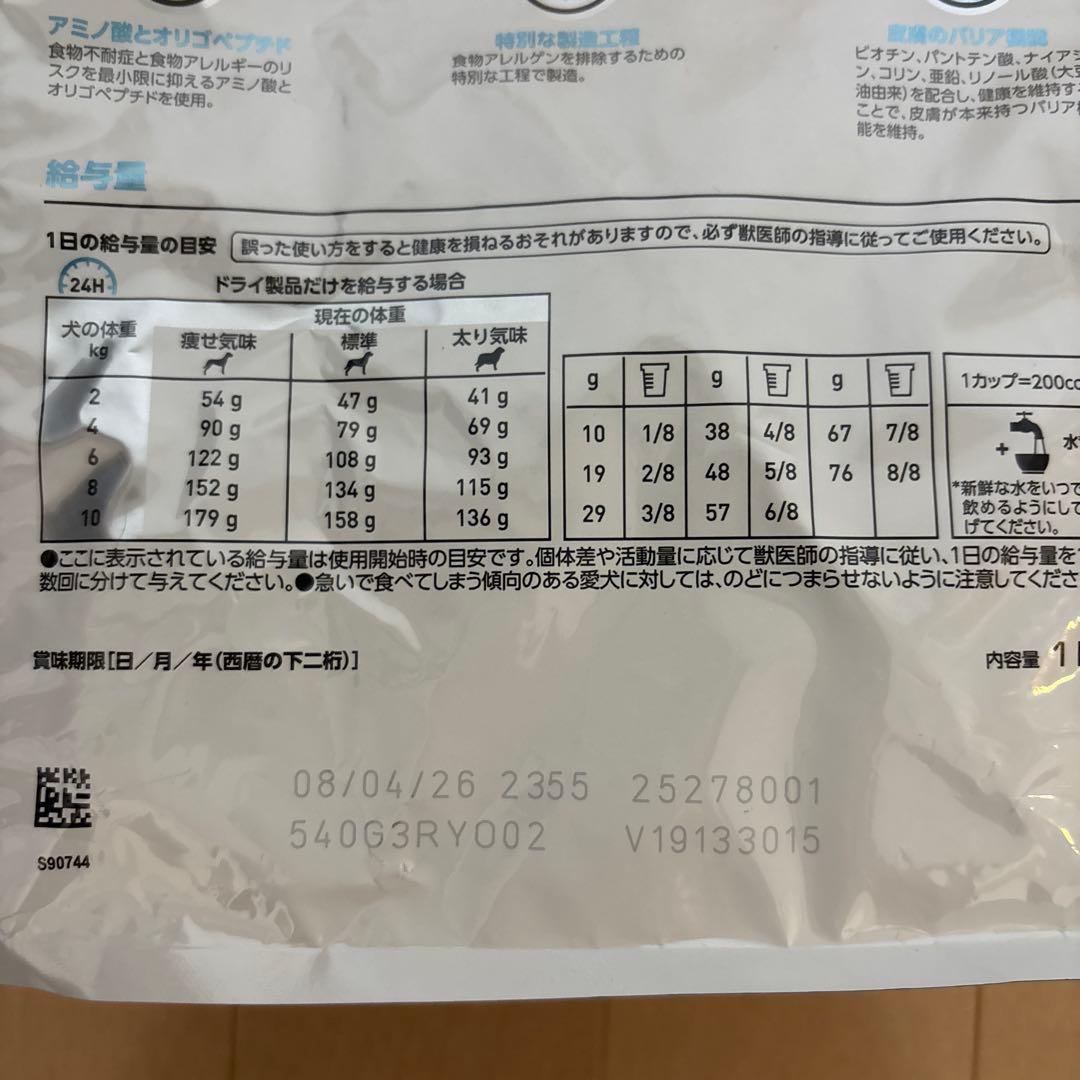 アミノ酸とオリゴペプチド
食物不耐症と食物アレルギーのリ
スクを最小限に抑えるアミノ酸と
オリゴペプチドを使用。
特別な製造工程
食物アレルゲンを排除するための
特別な工程で製造。
皮膚のバリア機能
ビオチン、パントテン酸、ナイアシ
ン、コリン、亜鉛、リノール酸(大豆
油由来)を配合し、健康を維持す
ことで、皮膚が本来持つバリア
能を維持。
給与量
1日の給与量の目安 誤った使い方をすると健康を損ねるおそれがありますので、必ず獣医師の指導に従ってご使用ください。
24H ドライ製品だけを給与する場合
犬の体重 kg 現在の体重
痩せ気味 標準 太り気味
2 54 g 47 g 41 g
4 90 g 79 g 69 g
6 122 g 108 g 93 g
8 152 g 134 g 115 g
10 179 g 158 g 136 g
g g g
10 1/8 38 4/8 67 7/8
19 2/8 48 5/8 76 8/8
29 3/8 57 6/8
1カップ=200cc
+ 水
*新鮮な水をいつで
飲めるようにして
げてください。
●ここに表示されている給与量は使用開始時の目安です。個体差や活動量に応じて獣医師の指導に従い、1日の給与量を
数回に分けて与えてください。●急いで食べてしまう傾向のある愛犬に対しては、のどにつまらせないように注意してくださ
賞味期限[日/月/年(西暦の下二桁)]
内容量 1
08/04/26 2355 25278001
540G3RYO02 V19133015
S90744